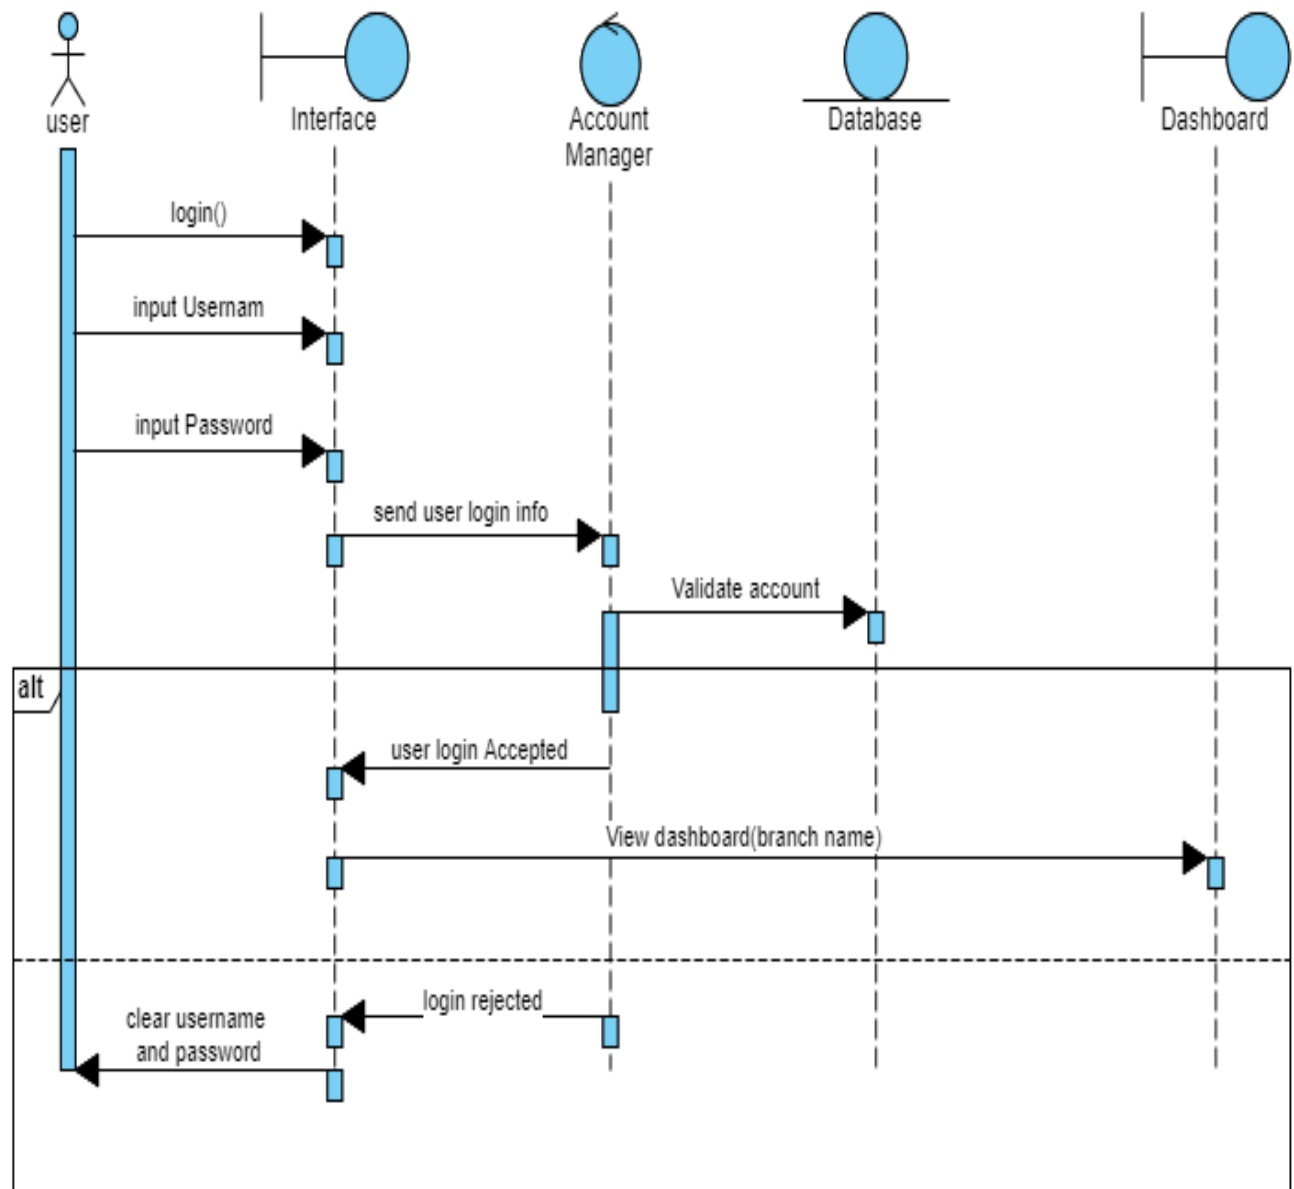 user
Interface
Account
Manager
Database
Dashboard
login()
input Usernam
input Password
send user login info
Validate account
alt
user login Accepted
View dashboard(branch name)
login rejected
clear username
and password